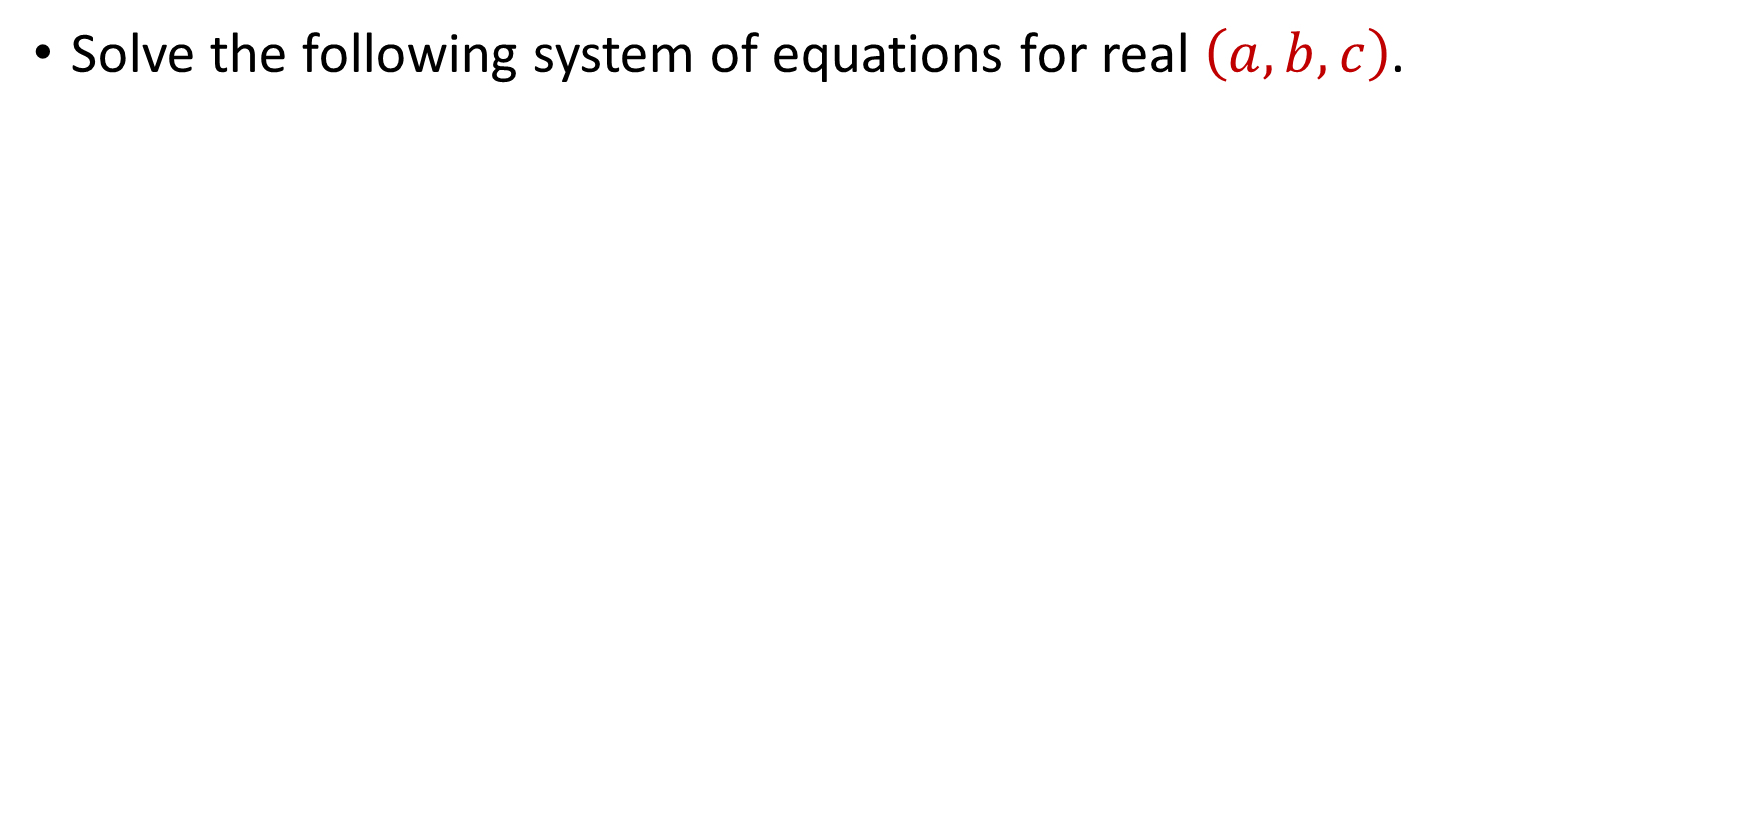 • Solve the following system of equations for real (a, b, c).